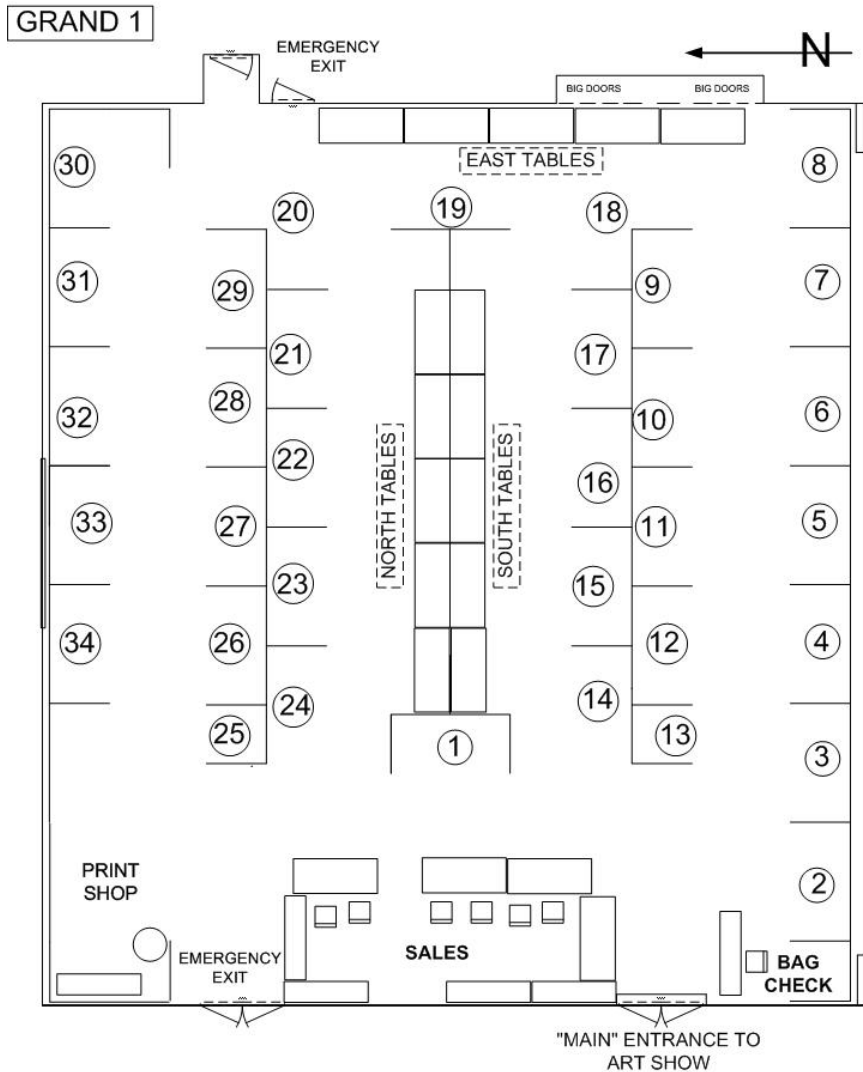 GRAND 1
EMERGENCY
EXIT
N
BIG DOORS
BIG DOORS
EAST TABLES
30
8
20
19
18
31
29
9
7
21
17
32
28
10
6
22
16
NORTH TABLES
SOUTH TABLES
33
27
11
5
23
15
34
26
12
4
24
14
25
1
13
3
PRINT
SHOP
2
EMERGENCY
EXIT
SALES
BAG
CHECK
"MAIN" ENTRANCE TO
ART SHOW